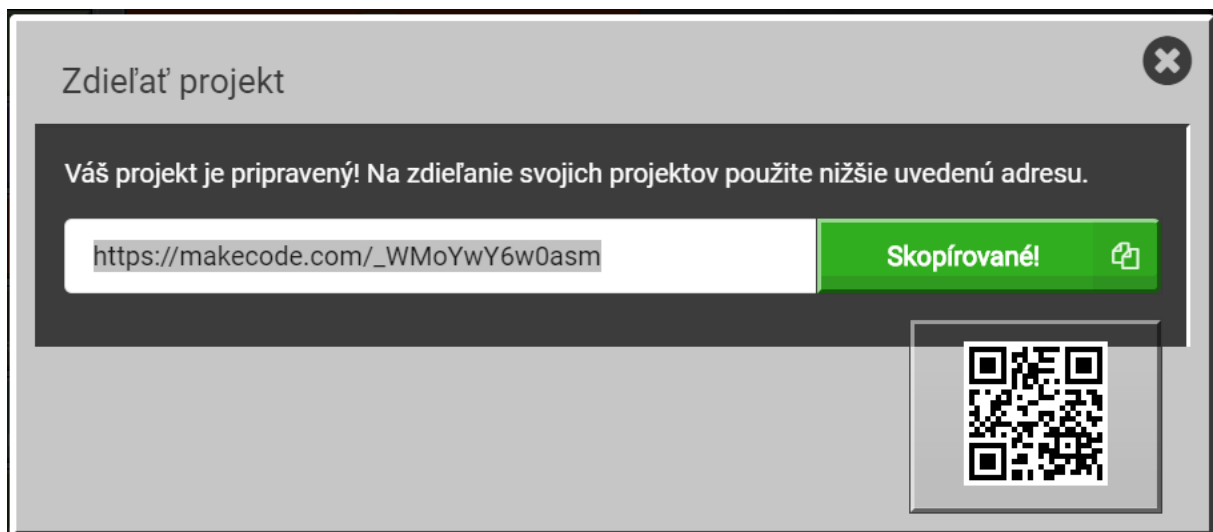 Zdieľať projekt
Váš projekt je pripravený! Na zdieľanie svojich projektov použite nižšie uvedenú adresu.
https://makecode.com/_WMoYwY6w0asm
Skopírované!